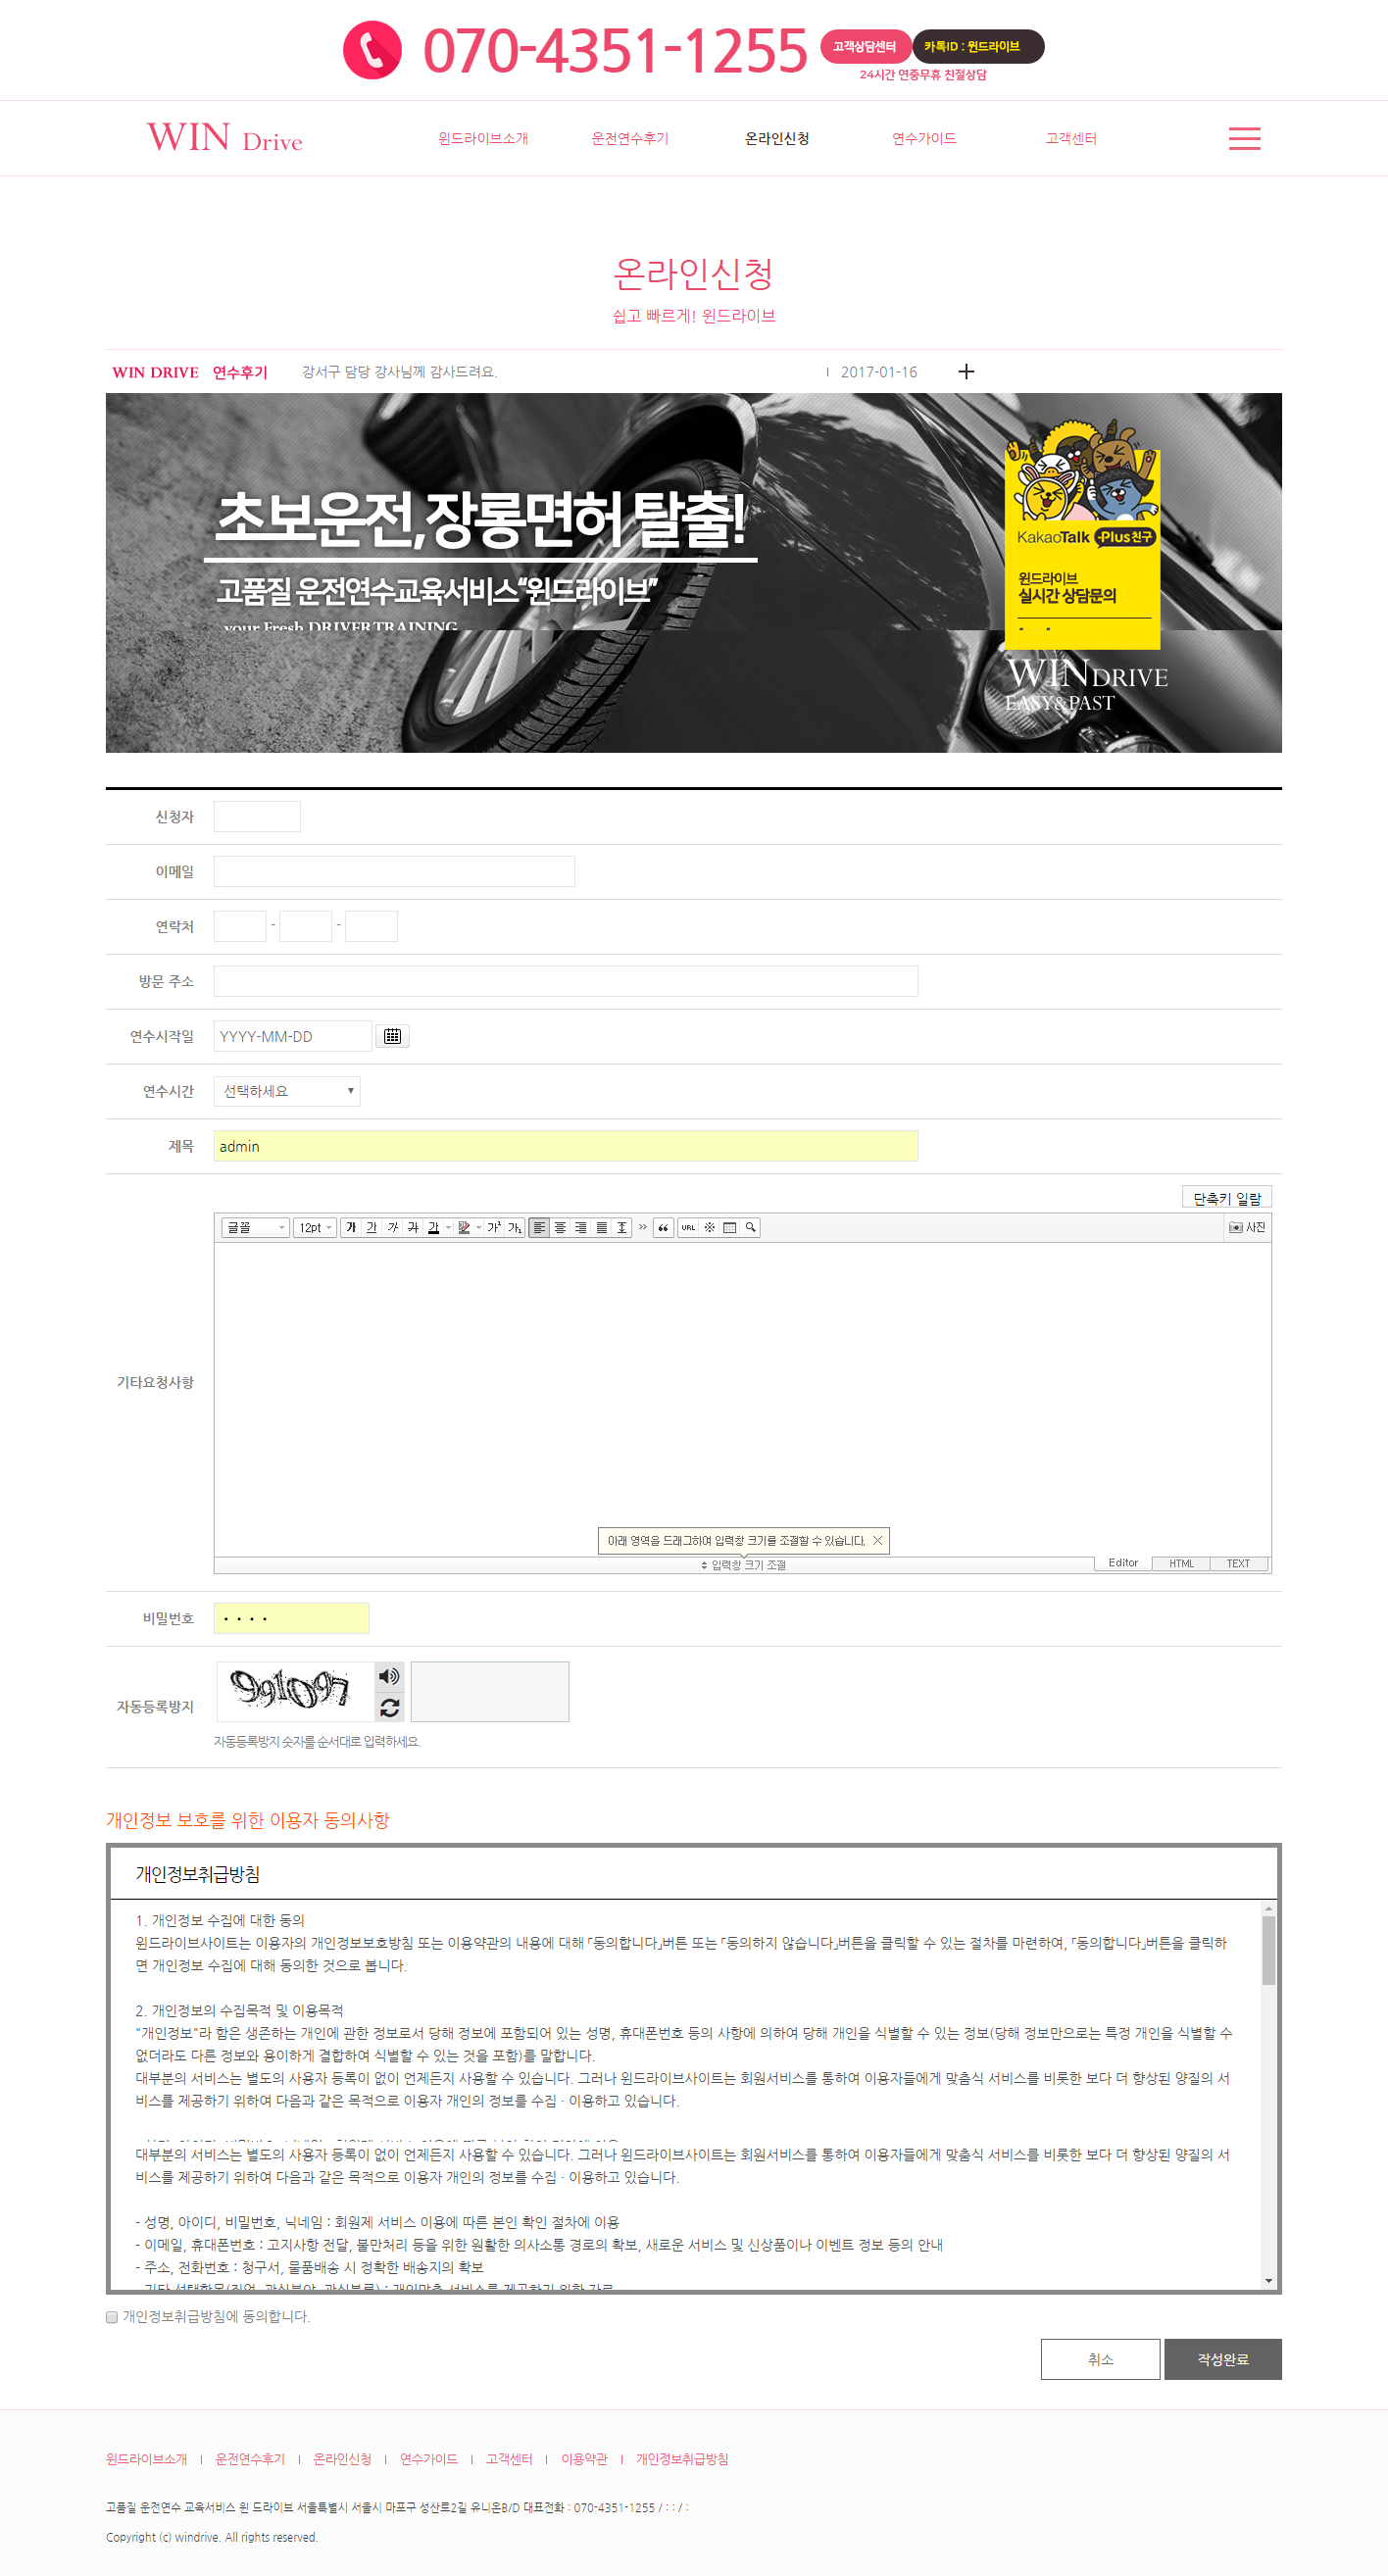 070-4351-1255
고객상담센터
카톡ID : 윈드라이브
24시간 연중무휴 친절상담
WIN Drive
윈드라이브소개
운전연수후기
온라인신청
연수가이드
고객센터
온라인신청
쉽고 빠르게! 윈드라이브
WIN DRIVE 연수후기
강서구 담당 강사님께 감사드려요.
2017-01-16
초보운전,장롱면허 탈출!
고품질 운전연수교육서비스“윈드라이브”
your Fresh DRIVER TRAINING
KakaoTalk Plus친구
윈드라이브
실시간 상담문의
WINDRIVE
EASY&PAST
신청자
이메일
연락처 - -
방문 주소
연수시작일 YYYY-MM-DD
연수시간 선택하세요
제목 admin
단축키 일람
글꼴 12pt 가 가 가 가 가 가¹ 가₁ URL 사진
기타요청사항
아래 영역을 드래그하여 입력창 크기를 조절할 수 있습니다.
입력창 크기 조절
Editor HTML TEXT
비밀번호 ••••
자동등록방지 991097
자동등록방지 숫자를 순서대로 입력하세요.
개인정보 보호를 위한 이용자 동의사항
개인정보취급방침
1. 개인정보 수집에 대한 동의
윈드라이브사이트는 이용자의 개인정보보호방침 또는 이용약관의 내용에 대해 「동의합니다」버튼 또는 「동의하지 않습니다」버튼을 클릭할 수 있는 절차를 마련하여, 「동의합니다」버튼을 클릭하
면 개인정보 수집에 대해 동의한 것으로 봅니다.
2. 개인정보의 수집목적 및 이용목적
"개인정보"라 함은 생존하는 개인에 관한 정보로서 당해 정보에 포함되어 있는 성명, 휴대폰번호 등의 사항에 의하여 당해 개인을 식별할 수 있는 정보(당해 정보만으로는 특정 개인을 식별할 수
없더라도 다른 정보와 용이하게 결합하여 식별할 수 있는 것을 포함)를 말합니다.
대부분의 서비스는 별도의 사용자 등록이 없이 언제든지 사용할 수 있습니다. 그러나 윈드라이브사이트는 회원서비스를 통하여 이용자들에게 맞춤식 서비스를 비롯한 보다 더 향상된 양질의 서
비스를 제공하기 위하여 다음과 같은 목적으로 이용자 개인의 정보를 수집 · 이용하고 있습니다.
대부분의 서비스는 별도의 사용자 등록이 없이 언제든지 사용할 수 있습니다. 그러나 윈드라이브사이트는 회원서비스를 통하여 이용자들에게 맞춤식 서비스를 비롯한 보다 더 향상된 양질의 서
비스를 제공하기 위하여 다음과 같은 목적으로 이용자 개인의 정보를 수집 · 이용하고 있습니다.
- 성명, 아이디, 비밀번호, 닉네임 : 회원제 서비스 이용에 따른 본인 확인 절차에 이용
- 이메일, 휴대폰번호 : 고지사항 전달, 불만처리 등을 위한 원활한 의사소통 경로의 확보, 새로운 서비스 및 신상품이나 이벤트 정보 등의 안내
- 주소, 전화번호 : 청구서, 물품배송 시 정확한 배송지의 확보
개인정보취급방침에 동의합니다.
취소
작성완료
윈드라이브소개 | 운전연수후기 | 온라인신청 | 연수가이드 | 고객센터 | 이용약관 | 개인정보취급방침
고품질 운전연수 교육서비스 윈 드라이브 서울특별시 서울시 마포구 성산로2길 유니온B/D 대표전화 : 070-4351-1255 / : : / :
Copyright (c) windrive. All rights reserved.